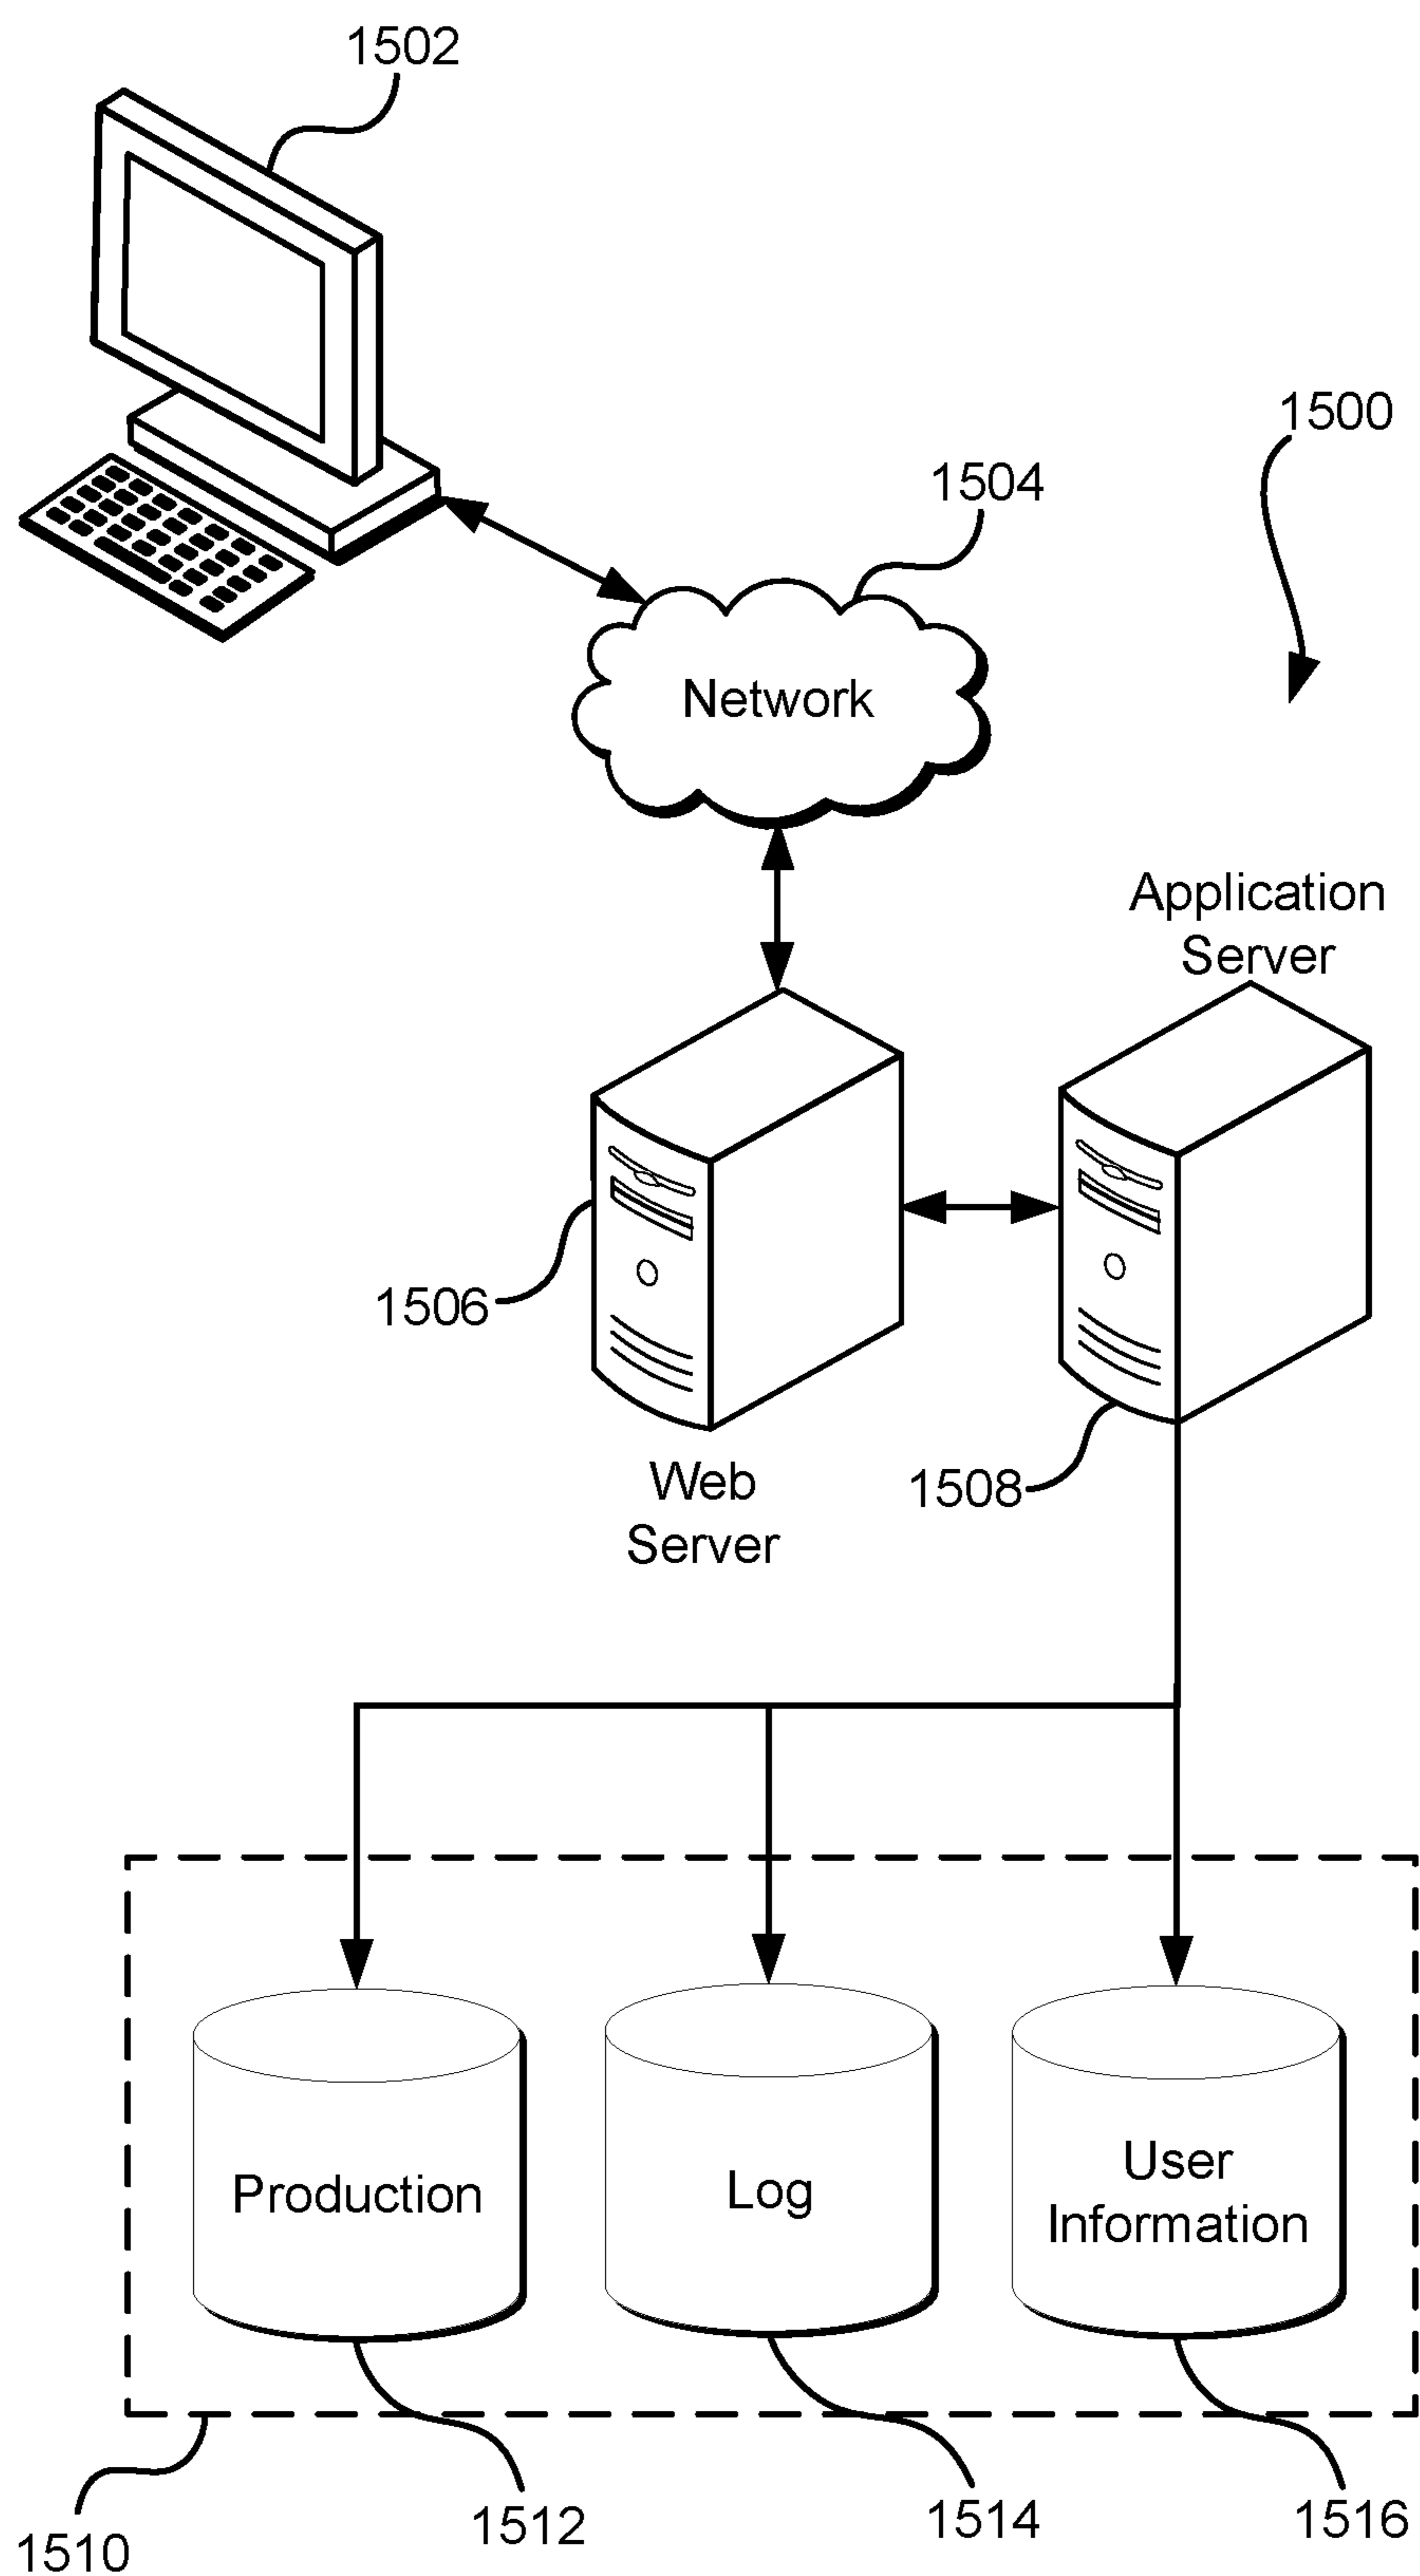 1502
1500
1504
Network
Application
Server
1506
1508
Web
Server
Production
Log
User
Information
1510
1512
1514
1516